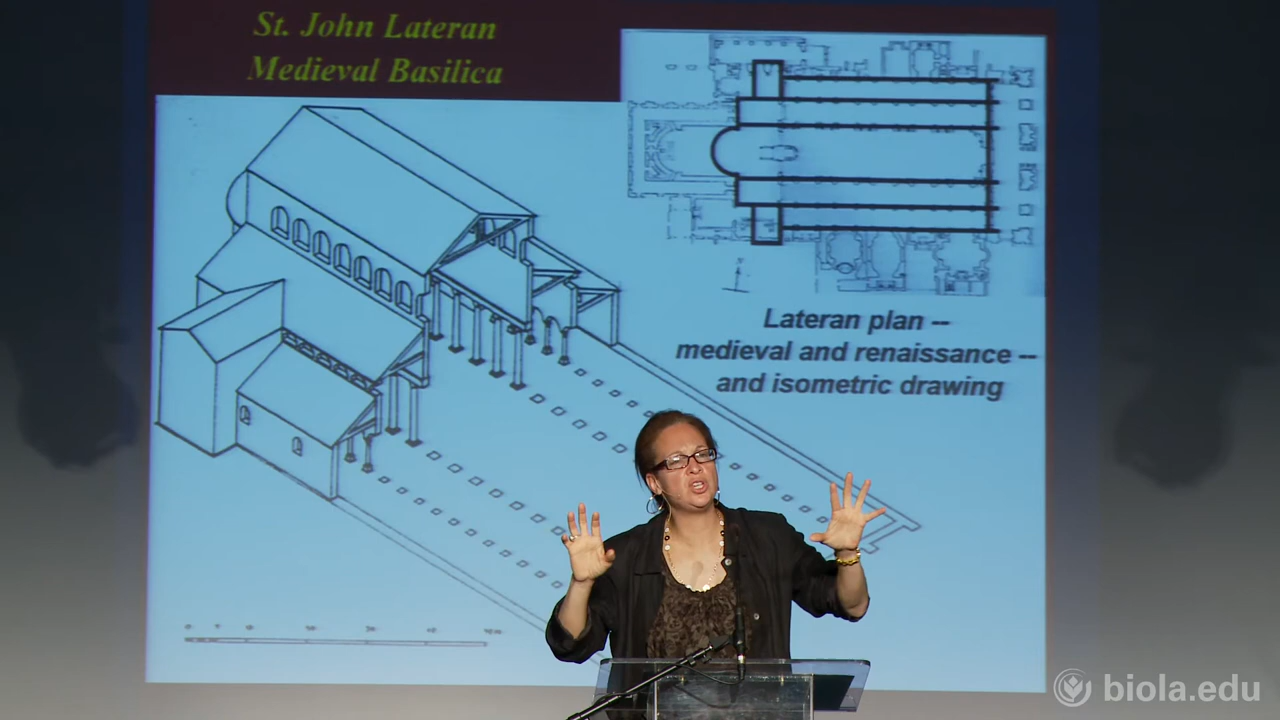 St. John Lateran
Medieval Basilica
Lateran plan --
medieval and renaissance --
and isometric drawing
biola.edu